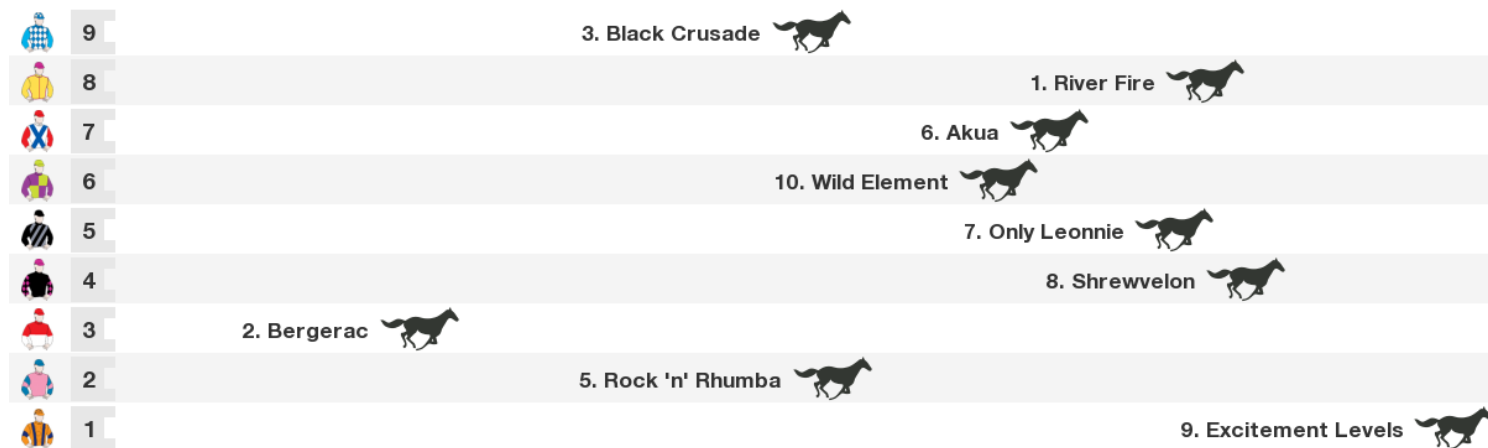 9 3. Black Crusade
8 1. River Fire
7 6. Akua
6 10. Wild Element
5 7. Only Leonnie
4 8. Shrewvelon
3 2. Bergerac
2 5. Rock 'n' Rhumba
1 9. Excitement Levels